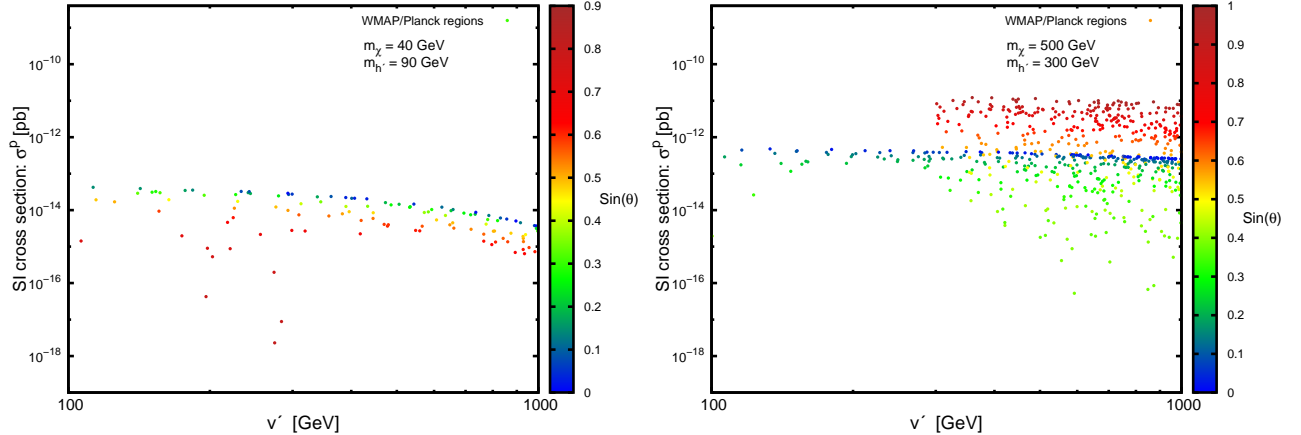 WMAP/Planck regions
m_χ = 40 GeV
m_h´ = 90 GeV
SI cross section: σ^p [pb]
10^−10
10^−12
10^−14
10^−16
10^−18
100
1000
v´ [GeV]
0.9
0.8
0.7
0.6
0.5
0.4
0.3
0.2
0.1
0
Sin(θ)
WMAP/Planck regions
m_χ = 500 GeV
m_h´ = 300 GeV
SI cross section: σ^p [pb]
10^−10
10^−12
10^−14
10^−16
10^−18
100
1000
v´ [GeV]
1
0.9
0.8
0.7
0.6
0.5
0.4
0.3
0.2
0.1
0
Sin(θ)